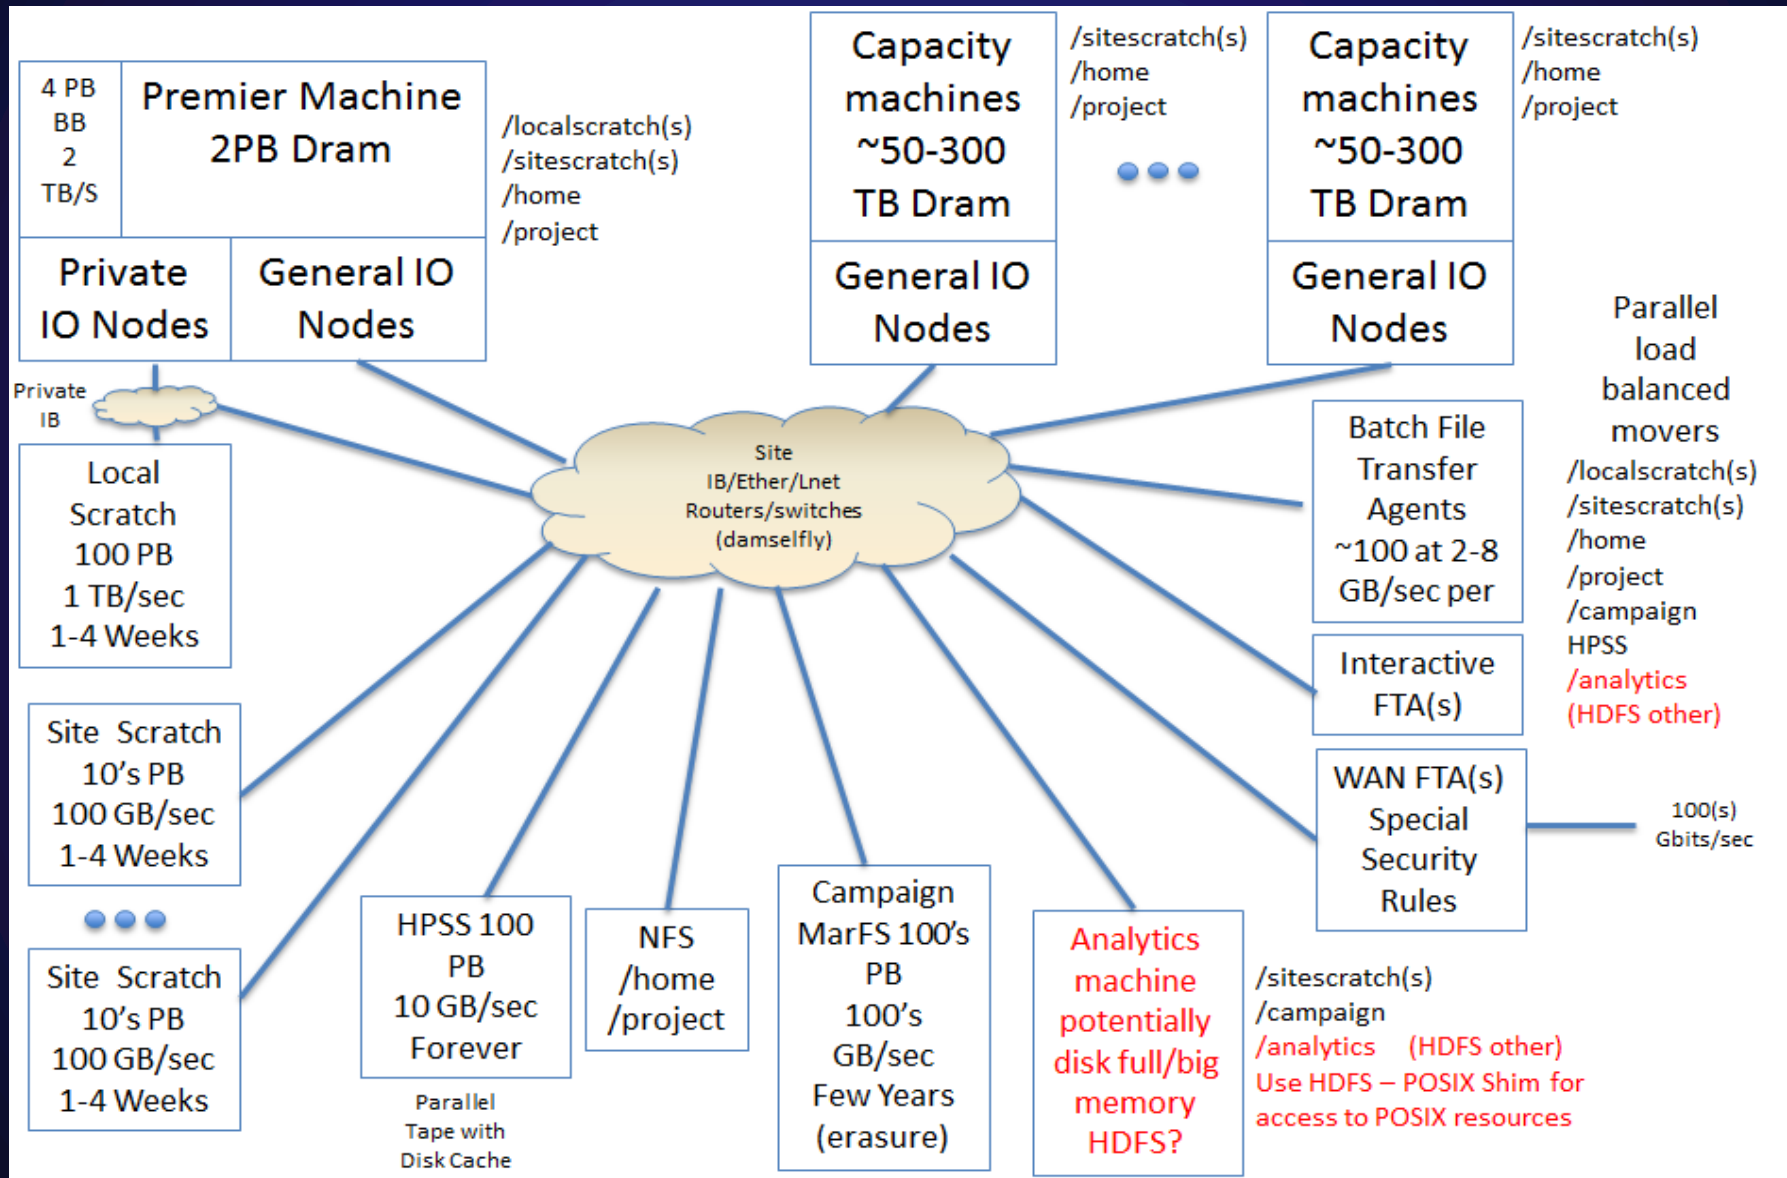 4 PB
BB
2
TB/S
Premier Machine
2PB Dram
/localscratch(s)
/sitescratch(s)
/home
/project
Private
IO Nodes
General IO
Nodes
Capacity
machines
~50-300
TB Dram
General IO
Nodes
/sitescratch(s)
/home
/project
Capacity
machines
~50-300
TB Dram
General IO
Nodes
/sitescratch(s)
/home
/project
Private
IB
Local
Scratch
100 PB
1 TB/sec
1-4 Weeks
Site
IB/Ether/Lnet
Routers/switches
(damselfly)
Batch File
Transfer
Agents
~100 at 2-8
GB/sec per
Interactive
FTA(s)
WAN FTA(s)
Special
Security
Rules
100(s)
Gbits/sec
Parallel
load
balanced
movers
/localscratch(s)
/sitescratch(s)
/home
/project
/campaign
HPSS
/analytics
(HDFS other)
Site Scratch
10's PB
100 GB/sec
1-4 Weeks
Site Scratch
10's PB
100 GB/sec
1-4 Weeks
HPSS 100
PB
10 GB/sec
Forever
Parallel
Tape with
Disk Cache
NFS
/home
/project
Campaign
MarFS 100's
PB
100's
GB/sec
Few Years
(erasure)
Analytics
machine
potentially
disk full/big
memory
HDFS?
/sitescratch(s)
/campaign
/analytics (HDFS other)
Use HDFS – POSIX Shim for
access to POSIX resources